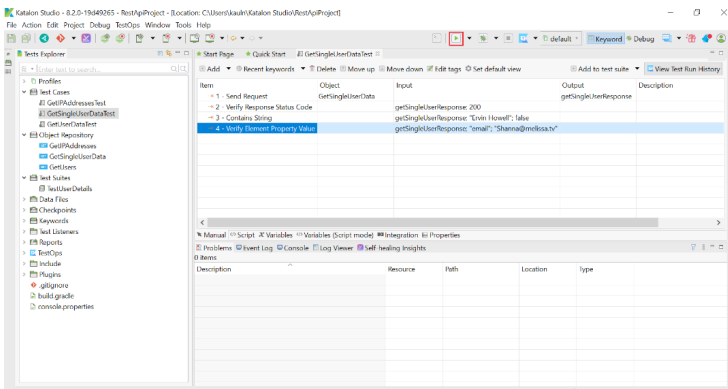 Katalon Studio - 8.2.0-19d49265 - RestApiProject - [Location: C:\Users\kauln\Katalon Studio\RestApiProject]
File Action Edit Project Debug TestOps Window Tools Help
default Keyword Debug
Tests Explorer
Enter text to search...
Profiles
Test Cases
GetIPAddressesTest
GetSingleUserDataTest
GetUserDataTest
Object Repository
GetIPAddresses
GetSingleUserData
GetUsers
Test Suites
TestUserDetails
Data Files
Checkpoints
Keywords
Test Listeners
Reports
TestOps
Include
Plugins
.gitignore
build.gradle
console.properties
Start Page Quick Start GetSingleUserDataTest
Add Recent keywords Delete Move up Move down Edit tags Set default view Add to test suite View Test Run History
Item Object Input Output Description
1 - Send Request GetSingleUserData getSingleUserResponse
2 - Verify Response Status Code getSingleUserResponse; 200
3 - Contains String getSingleUserResponse; "Ervin Howell"; false
4 - Verify Element Property Value getSingleUserResponse; "email"; "Shanna@melissa.tv"
Manual Script Variables Variables (Script mode) Integration Properties
Problems Event Log Console Log Viewer Self-healing Insights
0 items
Description Resource Path Location Type